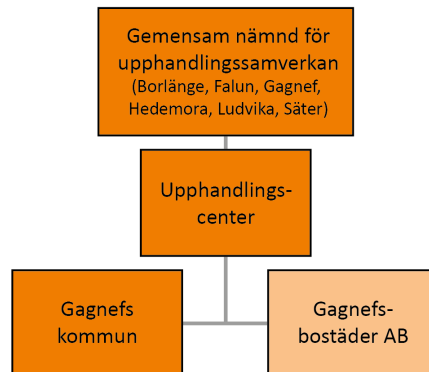 Gemensam nämnd för
upphandlingssamverkan
(Borlänge, Falun, Gagnef,
Hedemora, Ludvika, Säter)
Upphandlings-
center
Gagnefs
kommun
Gagnefs-
bostäder AB